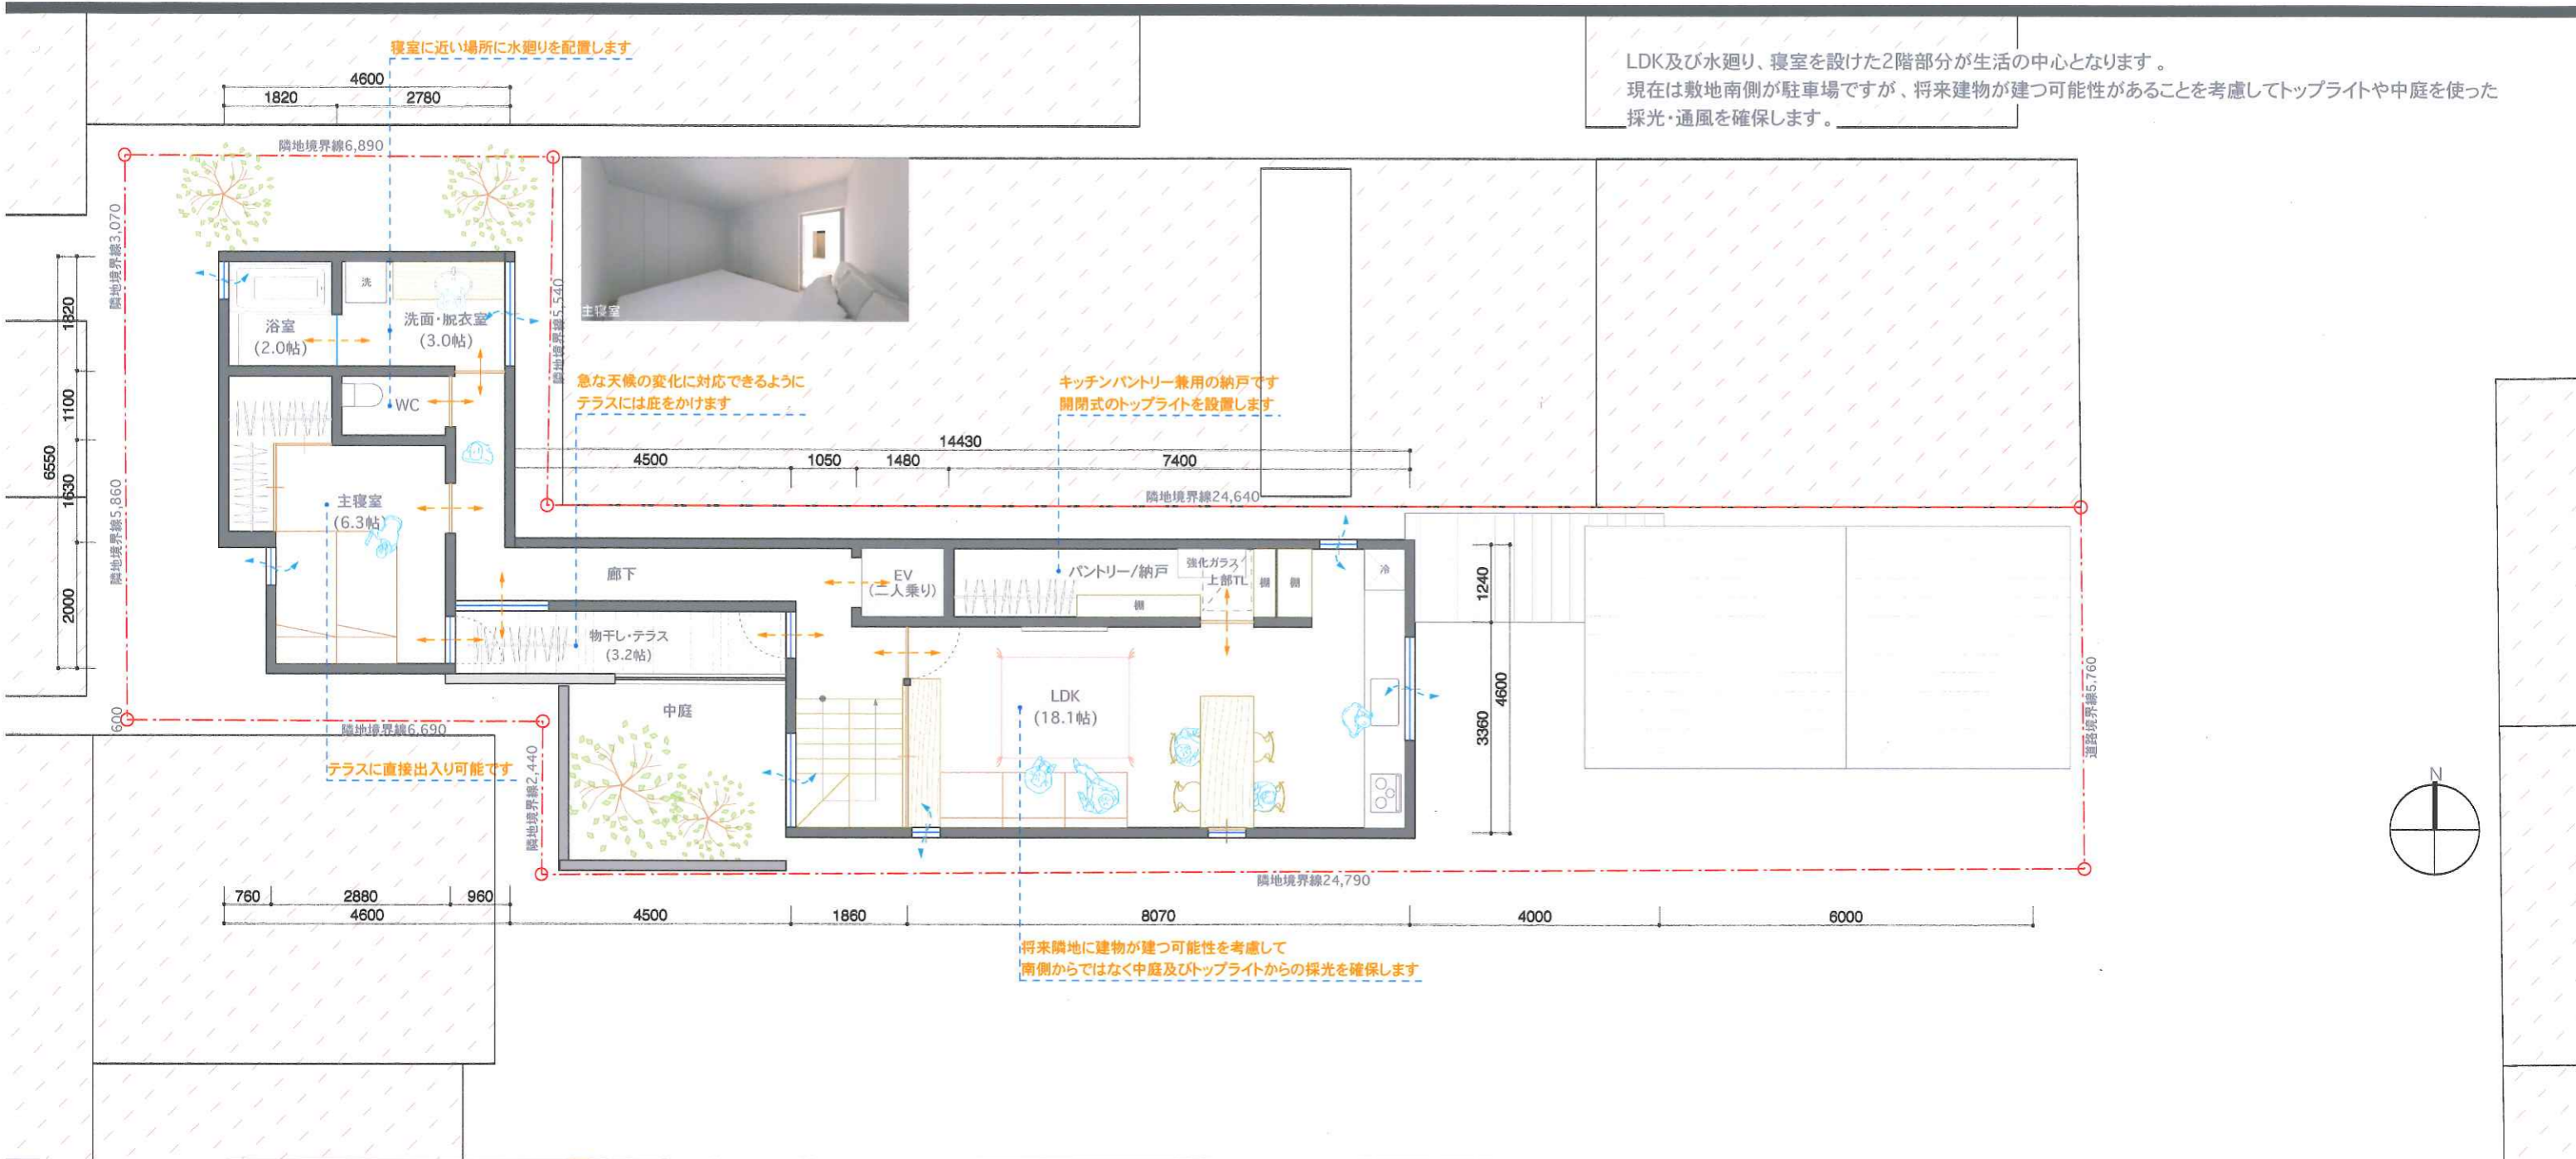 寝室に近い場所に水廻りを配置します
LDK及び水廻り、寝室を設けた2階部分が生活の中心となります。
現在は敷地南側が駐車場ですが、将来建物が建つ可能性があることを考慮してトップライトや中庭を使った
採光・通風を確保します。
4600
1820
2780
隣地境界線6,890
隣地境界線3,070
隣地境界線5,540
主寝室
洗
浴室
(2.0帖)
洗面・脱衣室
(3.0帖)
1820
1100
1630
2000
6550
急な天候の変化に対応できるように
テラスには庇をかけます
キッチンパントリー兼用の納戸です
開閉式のトップライトを設置します
WC
14430
4500
1050
1480
7400
隣地境界線24,640
隣地境界線5,860
主寝室
(6.3帖)
廊下
EV
(二人乗り)
パントリー/納戸
強化ガラス
上部TL
棚
棚
棚
冷
物干し・テラス
(3.2帖)
1240
3360
4600
LDK
(18.1帖)
中庭
道路境界線5,760
600
隣地境界線6,690
テラスに直接出入り可能です
隣地境界線2,440
N
隣地境界線24,790
760
2880
960
4600
4500
1860
8070
4000
6000
将来隣地に建物が建つ可能性を考慮して
南側からではなく中庭及びトップライトからの採光を確保します